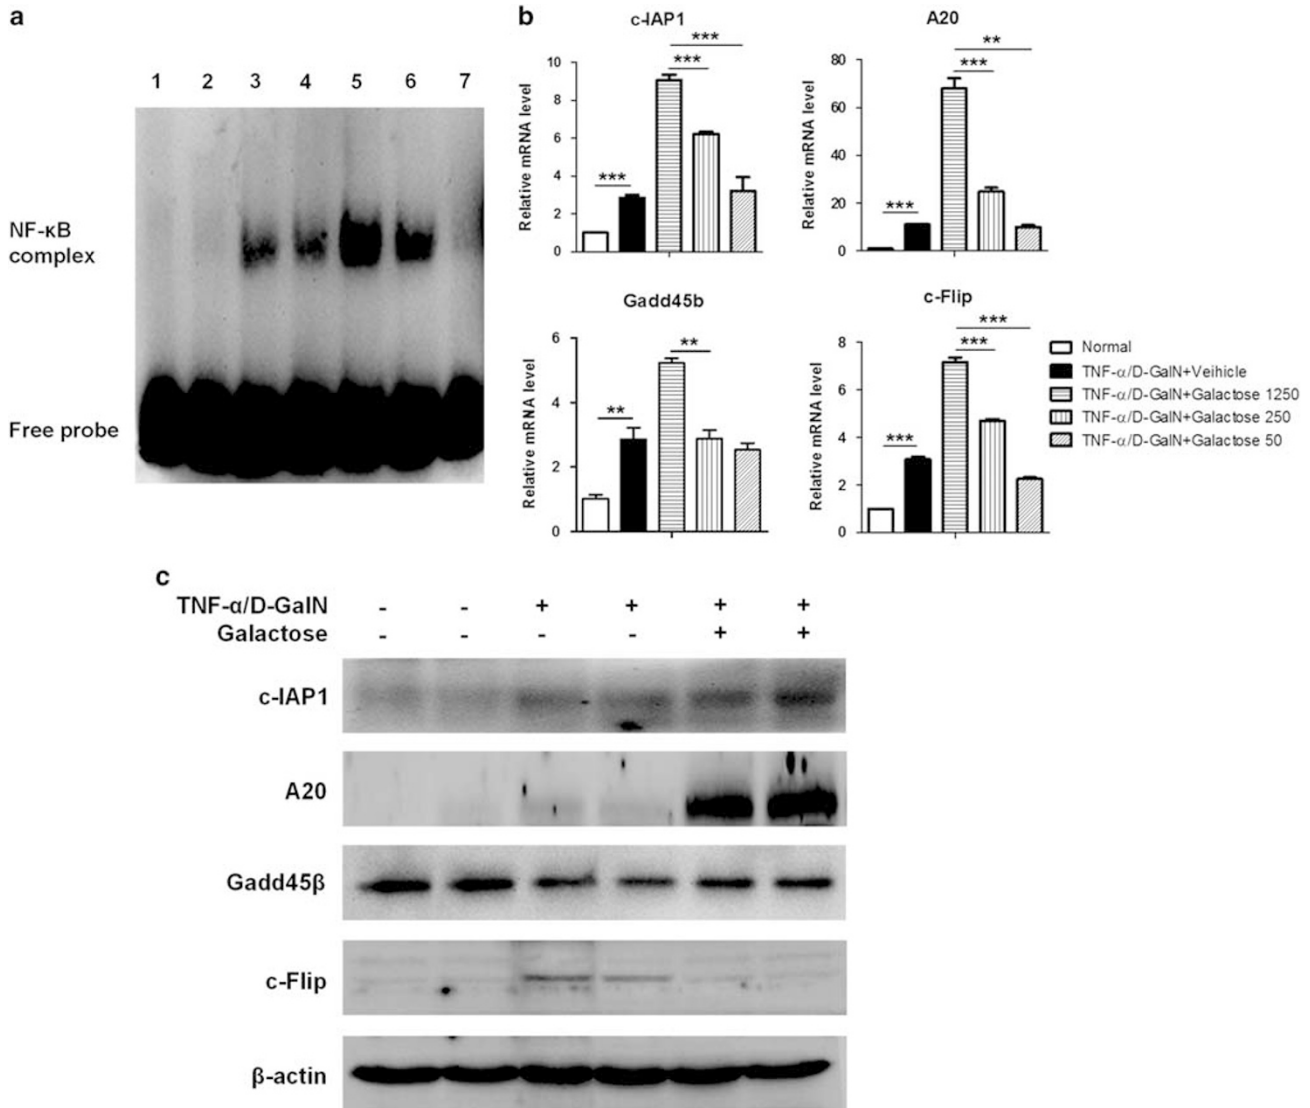 a
1 2 3 4 5 6 7
NF-κB
complex
Free probe
b
c-IAP1
***
***
***
Relative mRNA level
10
8
6
4
2
0
A20
**
***
***
Relative mRNA level
80
60
40
20
0
Gadd45b
**
**
Relative mRNA level
6
4
2
0
c-Flip
***
***
***
Relative mRNA level
8
6
4
2
0
Normal
TNF-α/D-GalN+Veihicle
TNF-α/D-GalN+Galactose 1250
TNF-α/D-GalN+Galactose 250
TNF-α/D-GalN+Galactose 50
c
TNF-α/D-GalN - - + + + +
Galactose - - - - + +
c-IAP1
A20
Gadd45β
c-Flip
β-actin